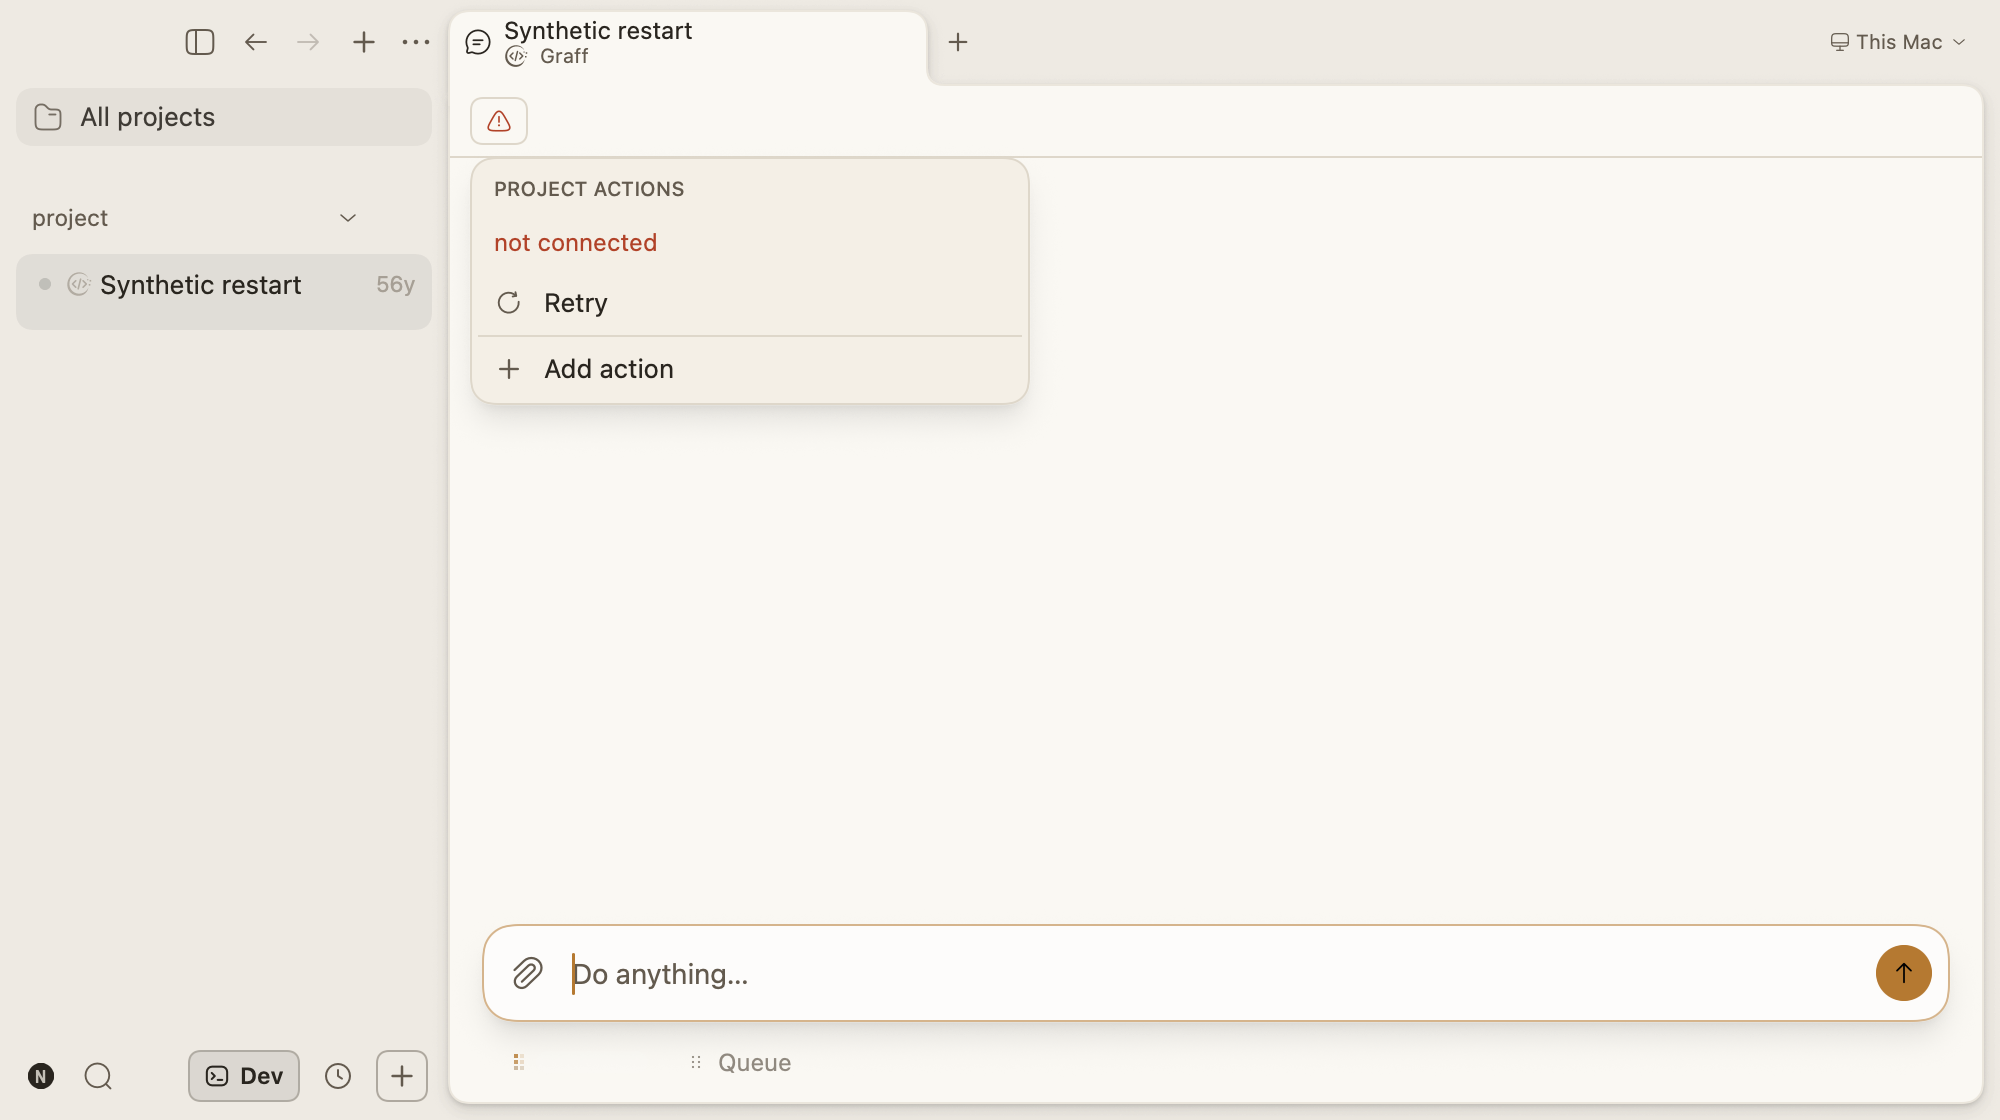 Synthetic restart
Graff
This Mac
All projects
project
Synthetic restart 56y
PROJECT ACTIONS
not connected
Retry
Add action
Do anything...
Queue
N
Dev